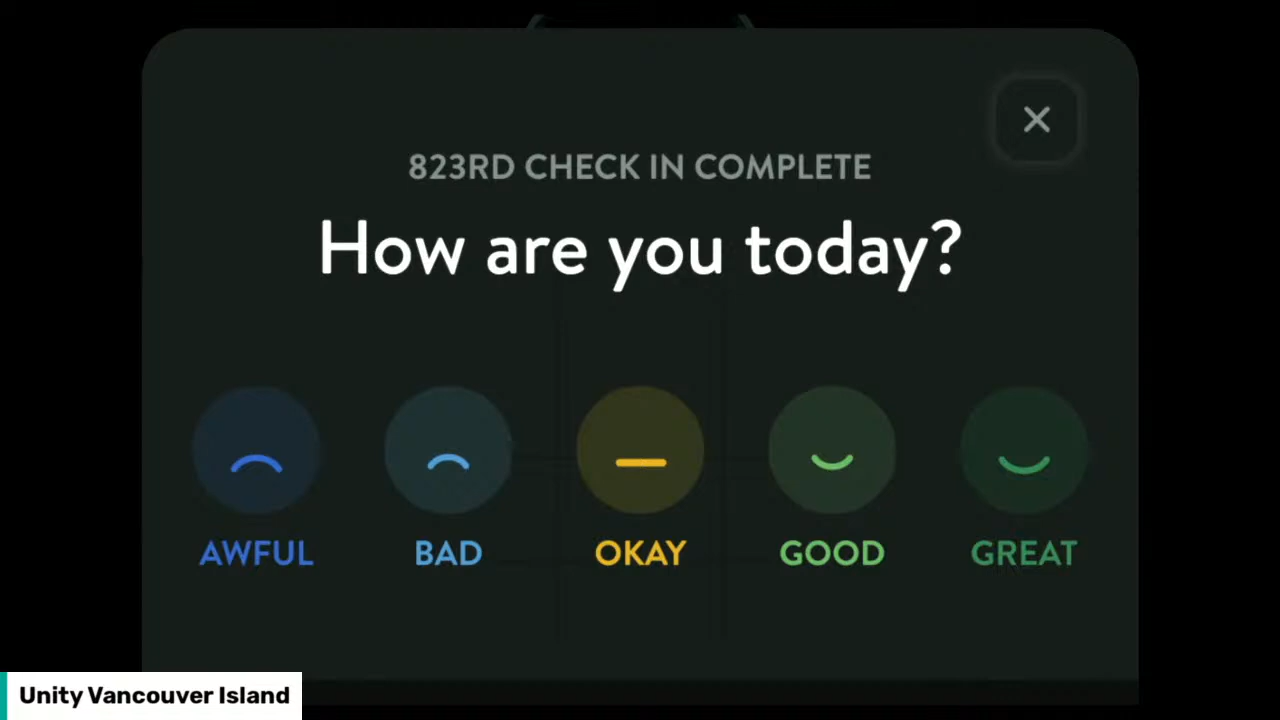 823RD CHECK IN COMPLETE
How are you today?
AWFUL
BAD
OKAY
GOOD
GREAT
Unity Vancouver Island